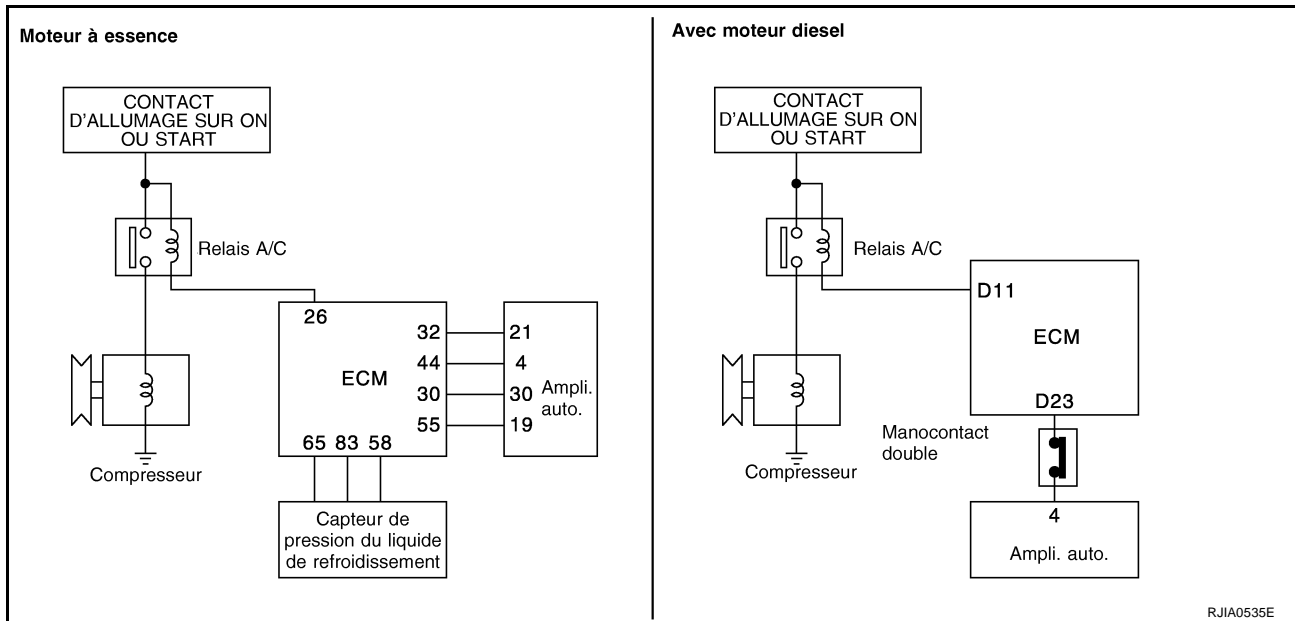 Moteur à essence
CONTACT
D'ALLUMAGE SUR ON
OU START
Relais A/C
26
32
21
44
4
ECM
30
30
Ampli.
auto.
55
19
65 83 58
Compresseur
Capteur de
pression du liquide
de refroidissement
Avec moteur diesel
CONTACT
D'ALLUMAGE SUR ON
OU START
Relais A/C
D11
ECM
D23
Manocontact
double
Compresseur
4
Ampli. auto.
RJIA0535E